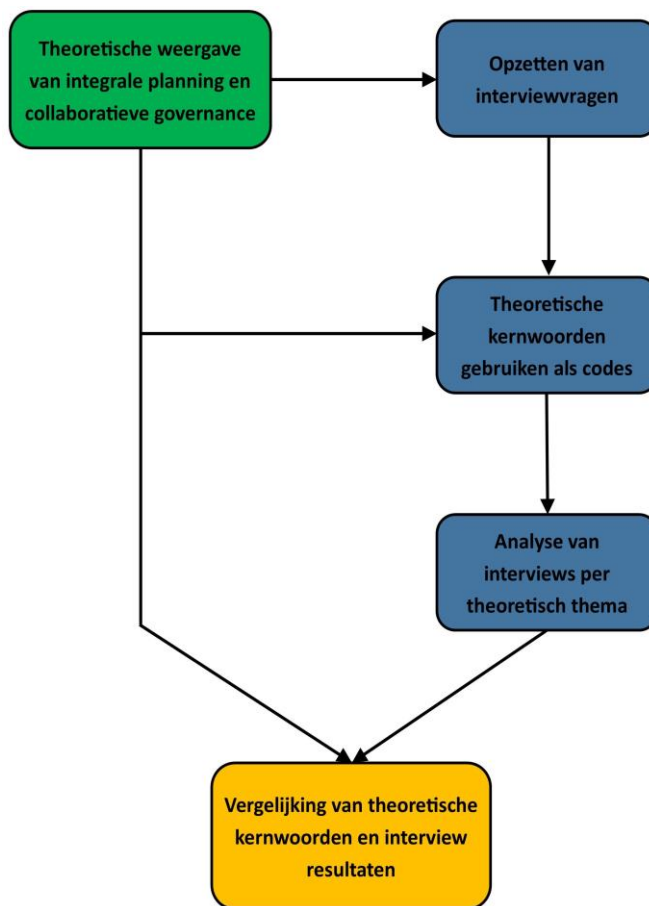 Theoretische weergave
van integrale planning en
collaboratieve governance
Opzetten van
interviewvragen
Theoretische
kernwoorden
gebruiken als codes
Analyse van
interviews per
theoretisch thema
Vergelijking van theoretische
kernwoorden en interview
resultaten